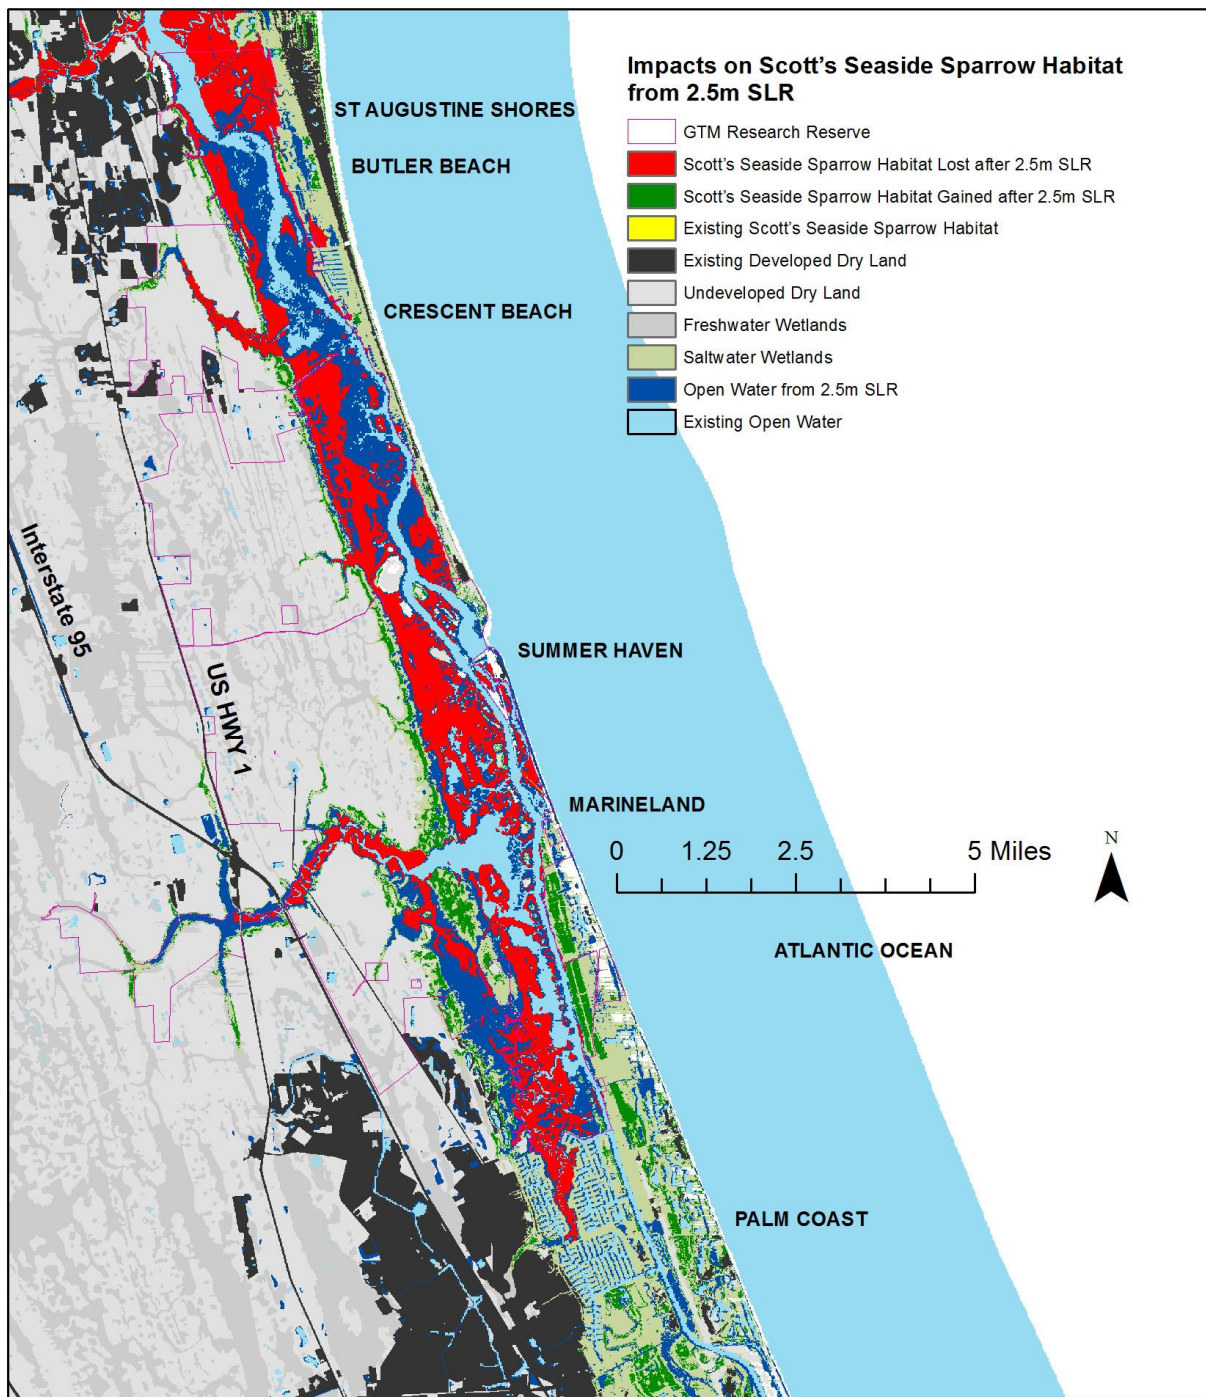 Impacts on Scott's Seaside Sparrow Habitat
from 2.5m SLR
GTM Research Reserve
Scott's Seaside Sparrow Habitat Lost after 2.5m SLR
Scott's Seaside Sparrow Habitat Gained after 2.5m SLR
Existing Scott's Seaside Sparrow Habitat
Existing Developed Dry Land
Undeveloped Dry Land
Freshwater Wetlands
Saltwater Wetlands
Open Water from 2.5m SLR
Existing Open Water
ST AUGUSTINE SHORES
BUTLER BEACH
CRESCENT BEACH
Interstate 95
US HWY 1
SUMMER HAVEN
MARINELAND
0 1.25 2.5 5 Miles
N
ATLANTIC OCEAN
PALM COAST